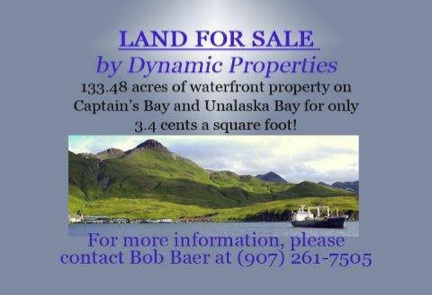 LAND FOR SALE
by Dynamic Properties
133.48 acres of waterfront property on
Captain's Bay and Unalaska Bay for only
3.4 cents a square foot!
For more information, please
contact Bob Baer at (907) 261-7505